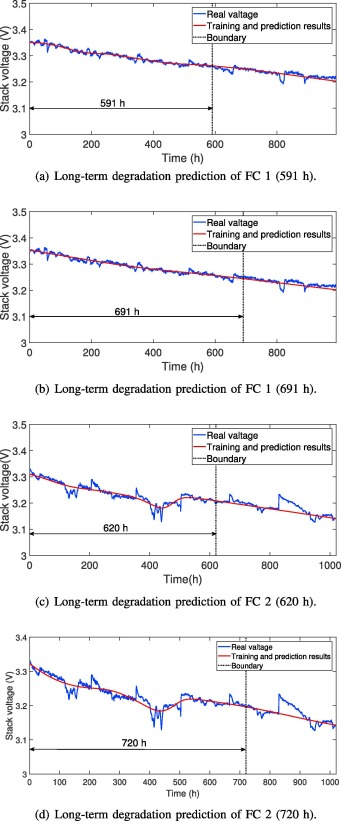 3.5
3.4
3.3
3.2
3.1
3
Stack voltage (V)
Real valtage
Training and prediction results
Boundary
591 h
0 200 400 600 800
Time (h)
(a) Long-term degradation prediction of FC 1 (591 h).
3.5
3.4
3.3
3.2
3.1
3
Stack voltage (V)
Real valtage
Training and prediction results
Boundary
691 h
0 200 400 600 800
Time (h)
(b) Long-term degradation prediction of FC 1 (691 h).
3.5
3.4
3.3
3.2
3.1
3
Stack voltage(V)
Real valtage
Training and prediction results
Boundary
620 h
0 200 400 600 800 1000
Time(h)
(c) Long-term degradation prediction of FC 2 (620 h).
3.4
3.3
3.2
3.1
3
Stack voltage (V)
Real valtage
Training and prediction results
Boundary
720 h
0 100 200 300 400 500 600 700 800 900 1000
Time (h)
(d) Long-term degradation prediction of FC 2 (720 h).